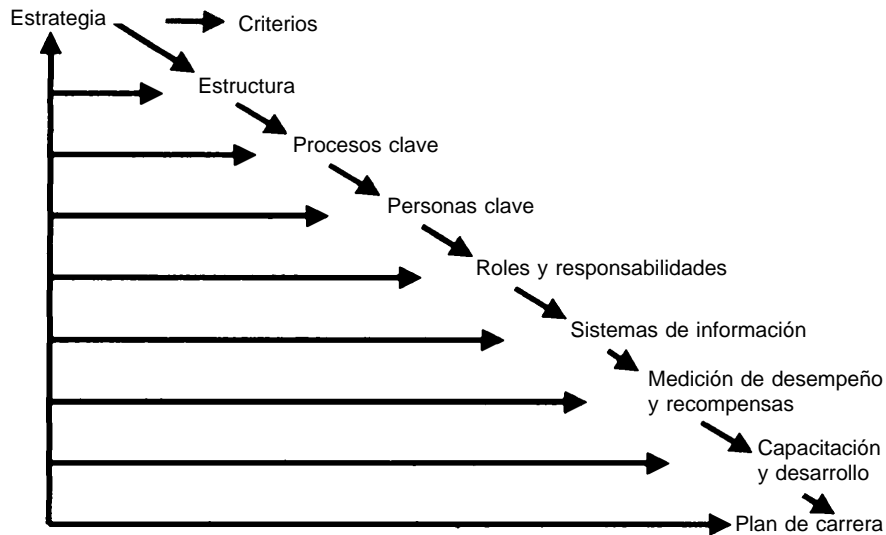 Estrategia
Criterios
Estructura
Procesos clave
Personas clave
Roles y responsabilidades
Sistemas de información
Medición de desempeño
y recompensas
Capacitación
y desarrollo
Plan de carrera